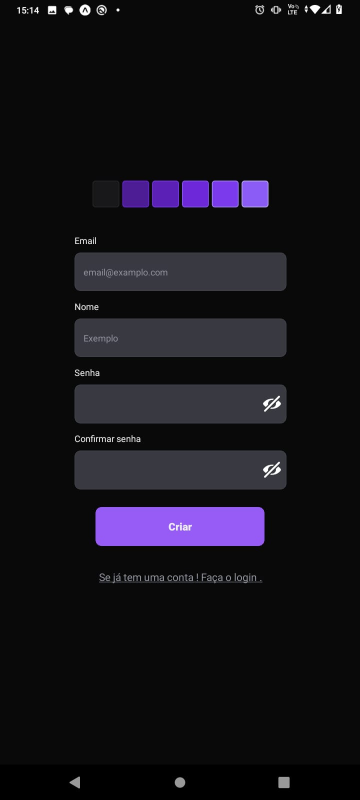 15:14
Vo
LTE
Email
email@examplo.com
Nome
Exemplo
Senha
Confirmar senha
Criar
Se já tem uma conta ! Faça o login .